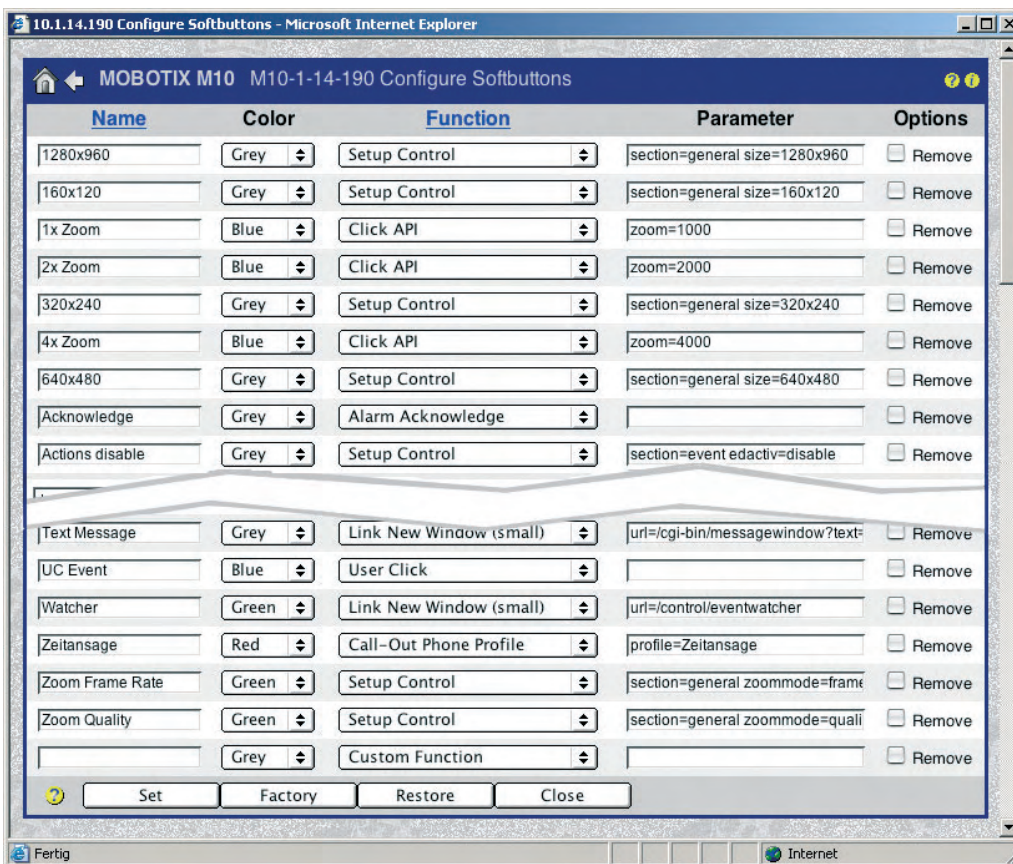 10.1.14.190 Configure Softbuttons - Microsoft Internet Explorer
MOBOTIX M10 M10-1-14-190 Configure Softbuttons
Name Color Function Parameter Options
1280x960 Grey Setup Control section=general size=1280x960 Remove
160x120 Grey Setup Control section=general size=160x120 Remove
1x Zoom Blue Click API zoom=1000 Remove
2x Zoom Blue Click API zoom=2000 Remove
320x240 Grey Setup Control section=general size=320x240 Remove
4x Zoom Blue Click API zoom=4000 Remove
640x480 Grey Setup Control section=general size=640x480 Remove
Acknowledge Grey Alarm Acknowledge Remove
Actions disable Grey Setup Control section=event edactiv=disable Remove
Text Message Grey Link New Window (small) url=/cgi-bin/messagewindow?text= Remove
UC Event Blue User Click Remove
Watcher Green Link New Window (small) url=/control/eventwatcher Remove
Zeitansage Red Call-Out Phone Profile profile=Zeitansage Remove
Zoom Frame Rate Green Setup Control section=general zoommode=frame Remove
Zoom Quality Green Setup Control section=general zoommode=quali Remove
Grey Custom Function Remove
? Set Factory Restore Close
Fertig Internet